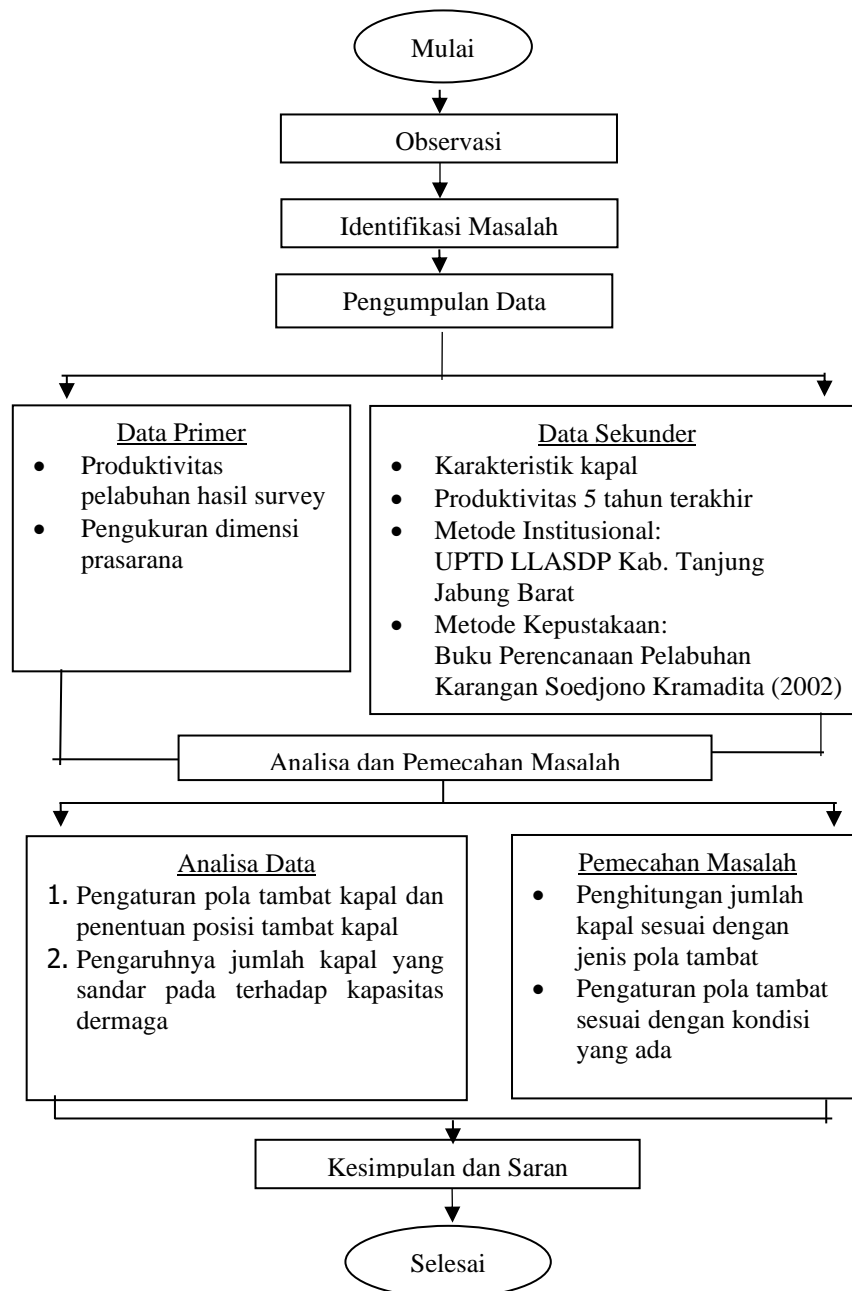 Mulai
Observasi
Identifikasi Masalah
Pengumpulan Data
Data Primer
• Produktivitas
pelabuhan hasil survey
• Pengukuran dimensi
prasarana
Data Sekunder
• Karakteristik kapal
• Produktivitas 5 tahun terakhir
• Metode Institusional:
UPTD LLASDP Kab. Tanjung
Jabung Barat
• Metode Kepustakaan:
Buku Perencanaan Pelabuhan
Karangan Soedjono Kramadita (2002)
Analisa dan Pemecahan Masalah
Analisa Data
1. Pengaturan pola tambat kapal dan
penentuan posisi tambat kapal
2. Pengaruhnya jumlah kapal yang
sandar pada terhadap kapasitas
dermaga
Pemecahan Masalah
• Penghitungan jumlah
kapal sesuai dengan
jenis pola tambat
• Pengaturan pola tambat
sesuai dengan kondisi
yang ada
Kesimpulan dan Saran
Selesai